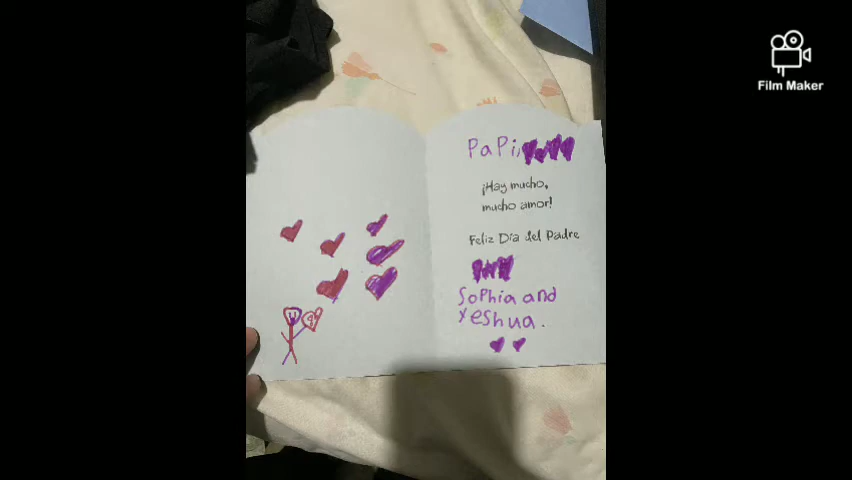 Papi,
¡Hay mucho,
mucho amor!
Feliz Día del Padre
Sophia and
Yeshua.
Film Maker